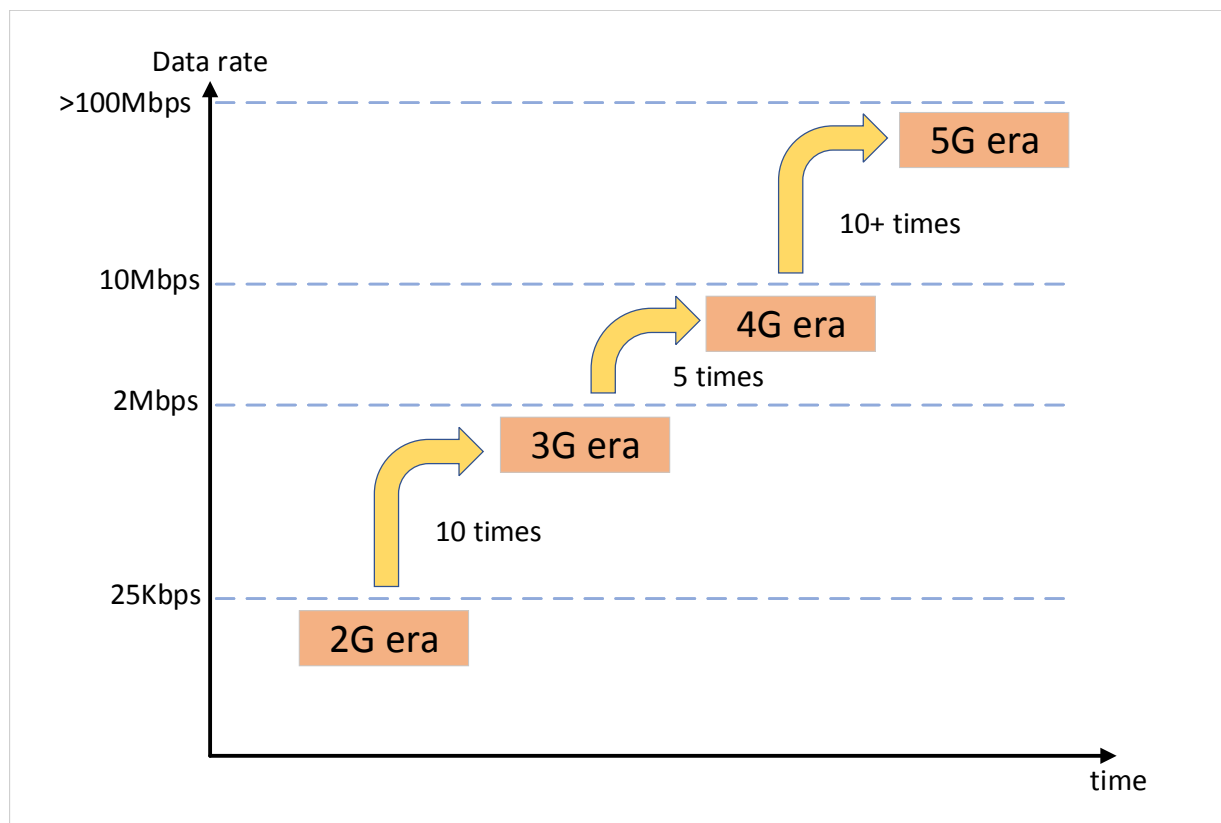 Data rate
>100Mbps
5G era
10+ times
10Mbps
4G era
5 times
2Mbps
3G era
10 times
25Kbps
2G era
time